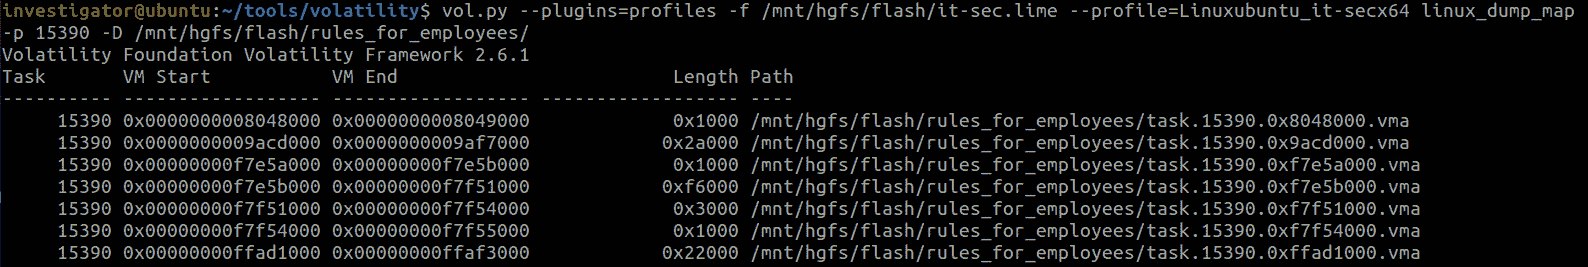 investigator@ubuntu:~/tools/volatility$ vol.py --plugins=profiles -f /mnt/hgfs/flash/it-sec.lime --profile=Linuxubuntu_it-secx64 linux_dump_map
-p 15390 -D /mnt/hgfs/flash/rules_for_employees/
Volatility Foundation Volatility Framework 2.6.1
Task       VM Start           VM End                         Length Path
---------- ------------------ ------------------ ------------------ ----
     15390 0x0000000008048000 0x0000000008049000             0x1000 /mnt/hgfs/flash/rules_for_employees/task.15390.0x8048000.vma
     15390 0x0000000009acd000 0x0000000009af7000            0x2a000 /mnt/hgfs/flash/rules_for_employees/task.15390.0x9acd000.vma
     15390 0x00000000f7e5a000 0x00000000f7e5b000             0x1000 /mnt/hgfs/flash/rules_for_employees/task.15390.0xf7e5a000.vma
     15390 0x00000000f7e5b000 0x00000000f7f51000            0xf6000 /mnt/hgfs/flash/rules_for_employees/task.15390.0xf7e5b000.vma
     15390 0x00000000f7f51000 0x00000000f7f54000             0x3000 /mnt/hgfs/flash/rules_for_employees/task.15390.0xf7f51000.vma
     15390 0x00000000f7f54000 0x00000000f7f55000             0x1000 /mnt/hgfs/flash/rules_for_employees/task.15390.0xf7f54000.vma
     15390 0x00000000ffad1000 0x00000000ffaf3000            0x22000 /mnt/hgfs/flash/rules_for_employees/task.15390.0xffad1000.vma